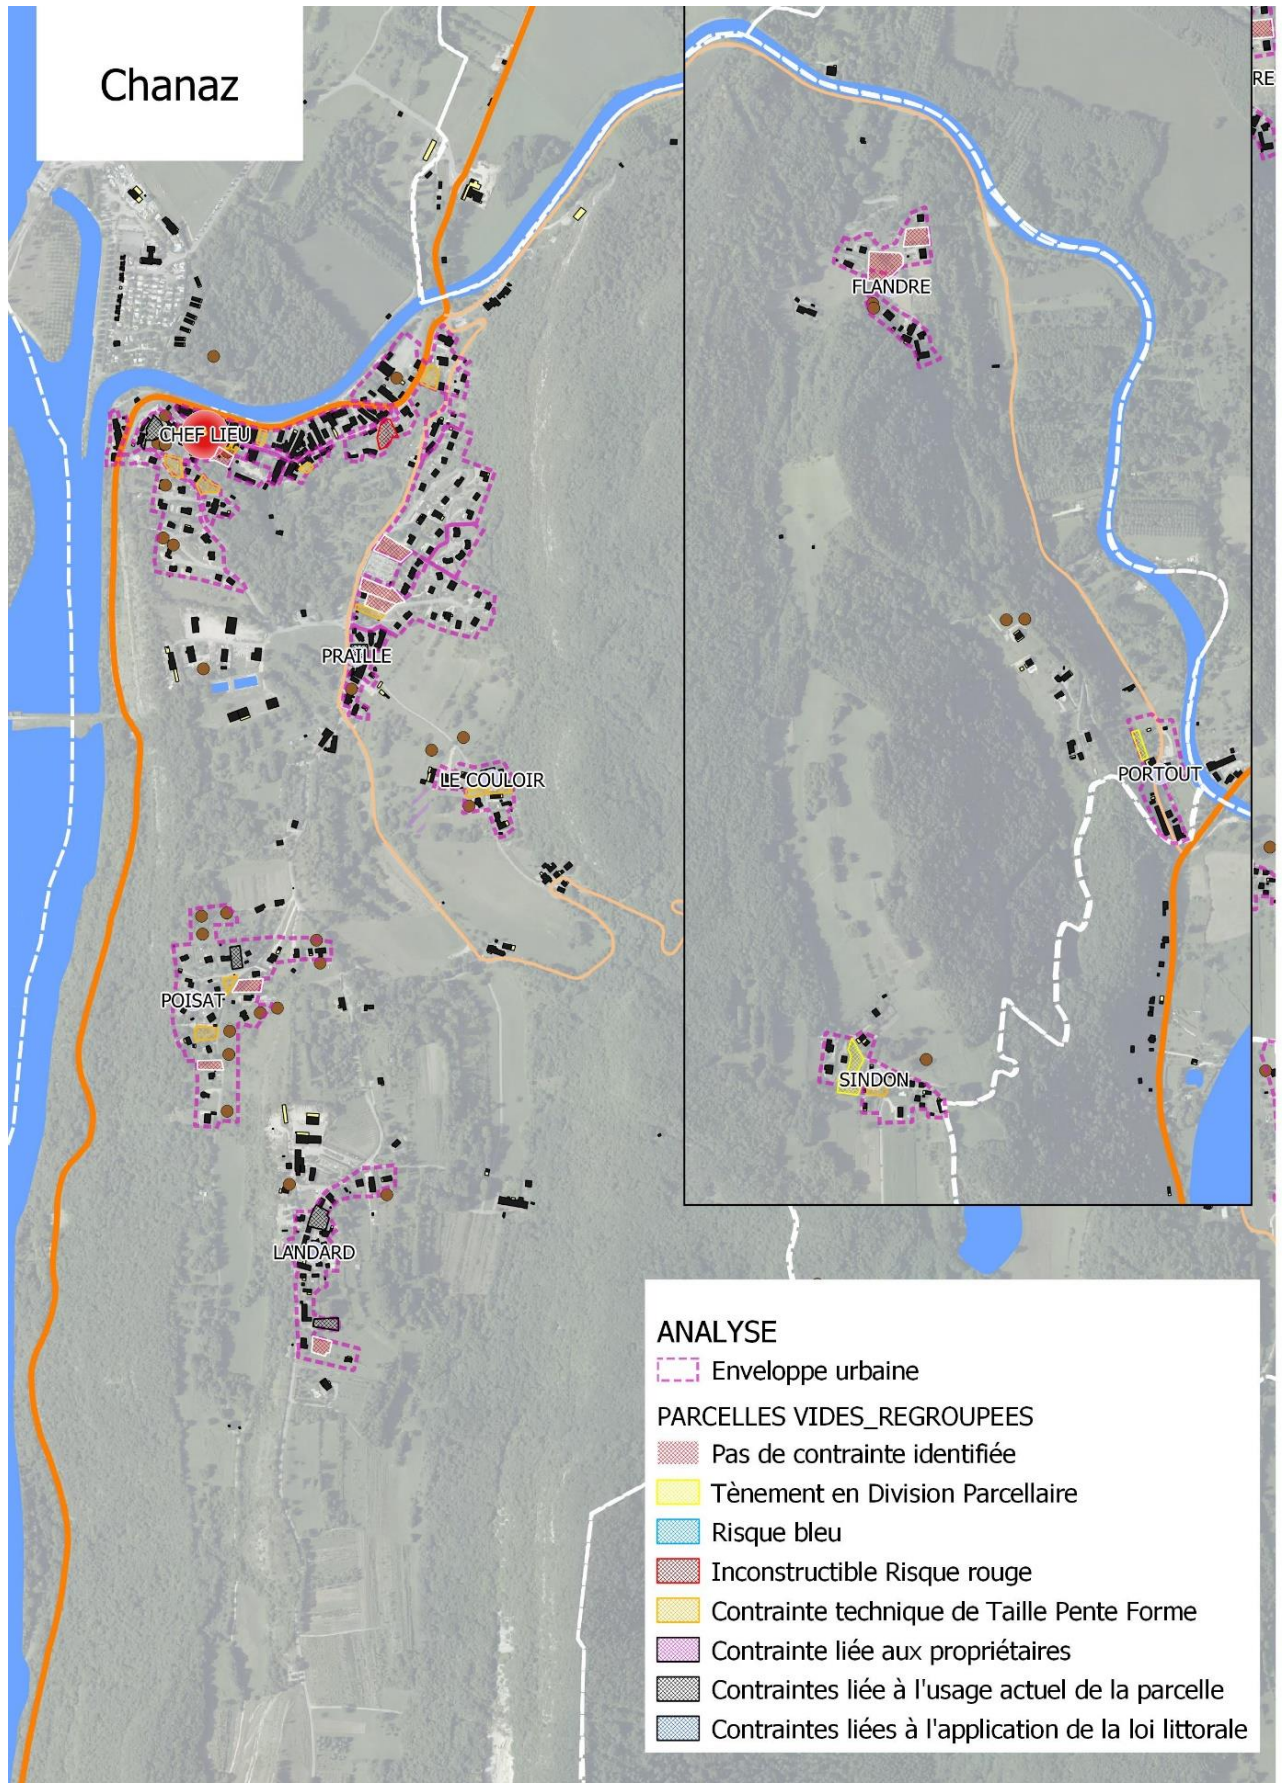 Chanaz
RE
FLANDRE
CHEF LIEU
PRAILLE
PORTOUT
LE COULOIR
POISAT
SINDON
LANDARD
ANALYSE
Enveloppe urbaine
PARCELLES VIDES_REGROUPEES
Pas de contrainte identifiée
Tènement en Division Parcellaire
Risque bleu
Inconstructible Risque rouge
Contrainte technique de Taille Pente Forme
Contrainte liée aux propriétaires
Contraintes liée à l'usage actuel de la parcelle
Contraintes liées à l'application de la loi littorale